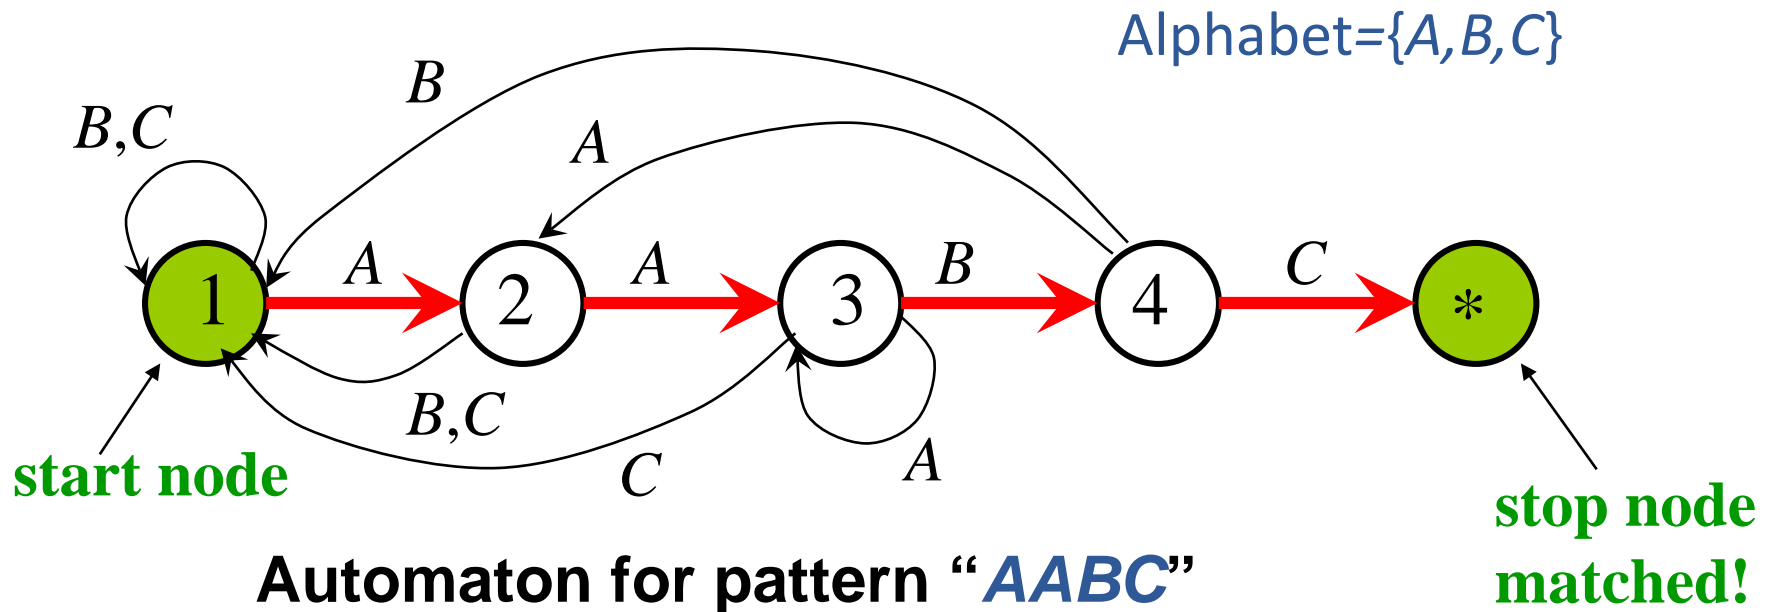 Alphabet={A,B,C}
B
B,C
A
A
A
B
C
1
2
3
4
*
B,C
C
A
start node
stop node
matched!
Automaton for pattern “AABC”